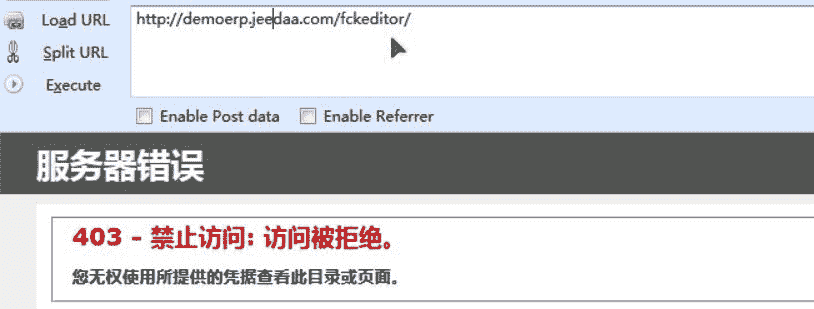 Load URL
http://demoerp.jeedaa.com/fckeditor/
Split URL
Execute
Enable Post data
Enable Referrer
服务器错误
403 - 禁止访问: 访问被拒绝。
您无权使用所提供的凭据查看此目录或页面。